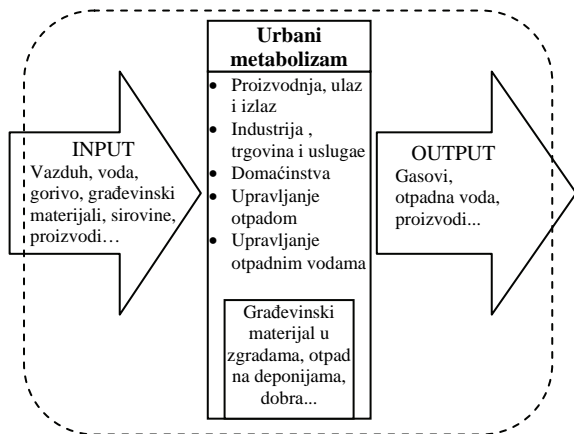 INPUT
Vazduh, voda,
gorivo, građevinski
materijali, sirovine,
proizvodi…
Urbani
metabolizam
• Proizvodnja, ulaz
i izlaz
• Industrija ,
trgovina i uslugae
• Domaćinstva
• Upravljanje
otpadom
• Upravljanje
otpadnim vodama
Građevinski
materijal u
zgradama, otpad
na deponijama,
dobra...
OUTPUT
Gasovi,
otpadna voda,
proizvodi...